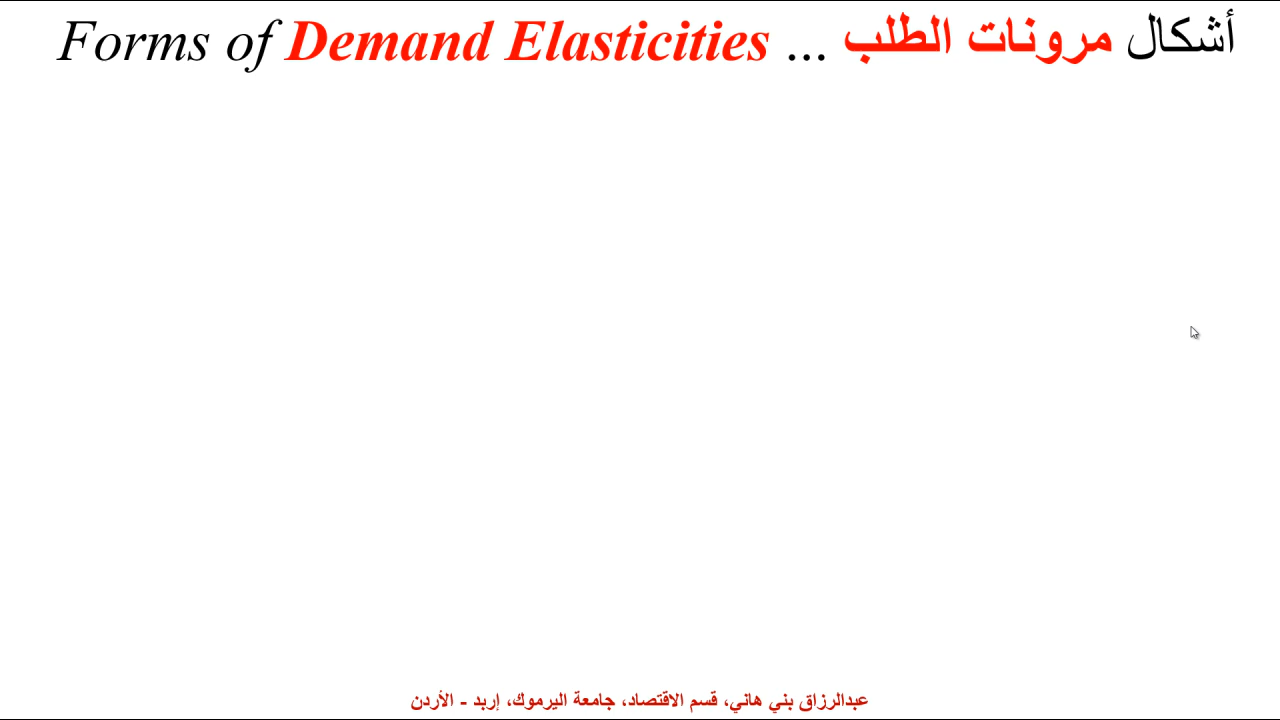 أشكال مرونات الطلب ... Forms of Demand Elasticities
عبدالرزاق بني هاني، قسم الاقتصاد، جامعة اليرموك، إربد - الأردن